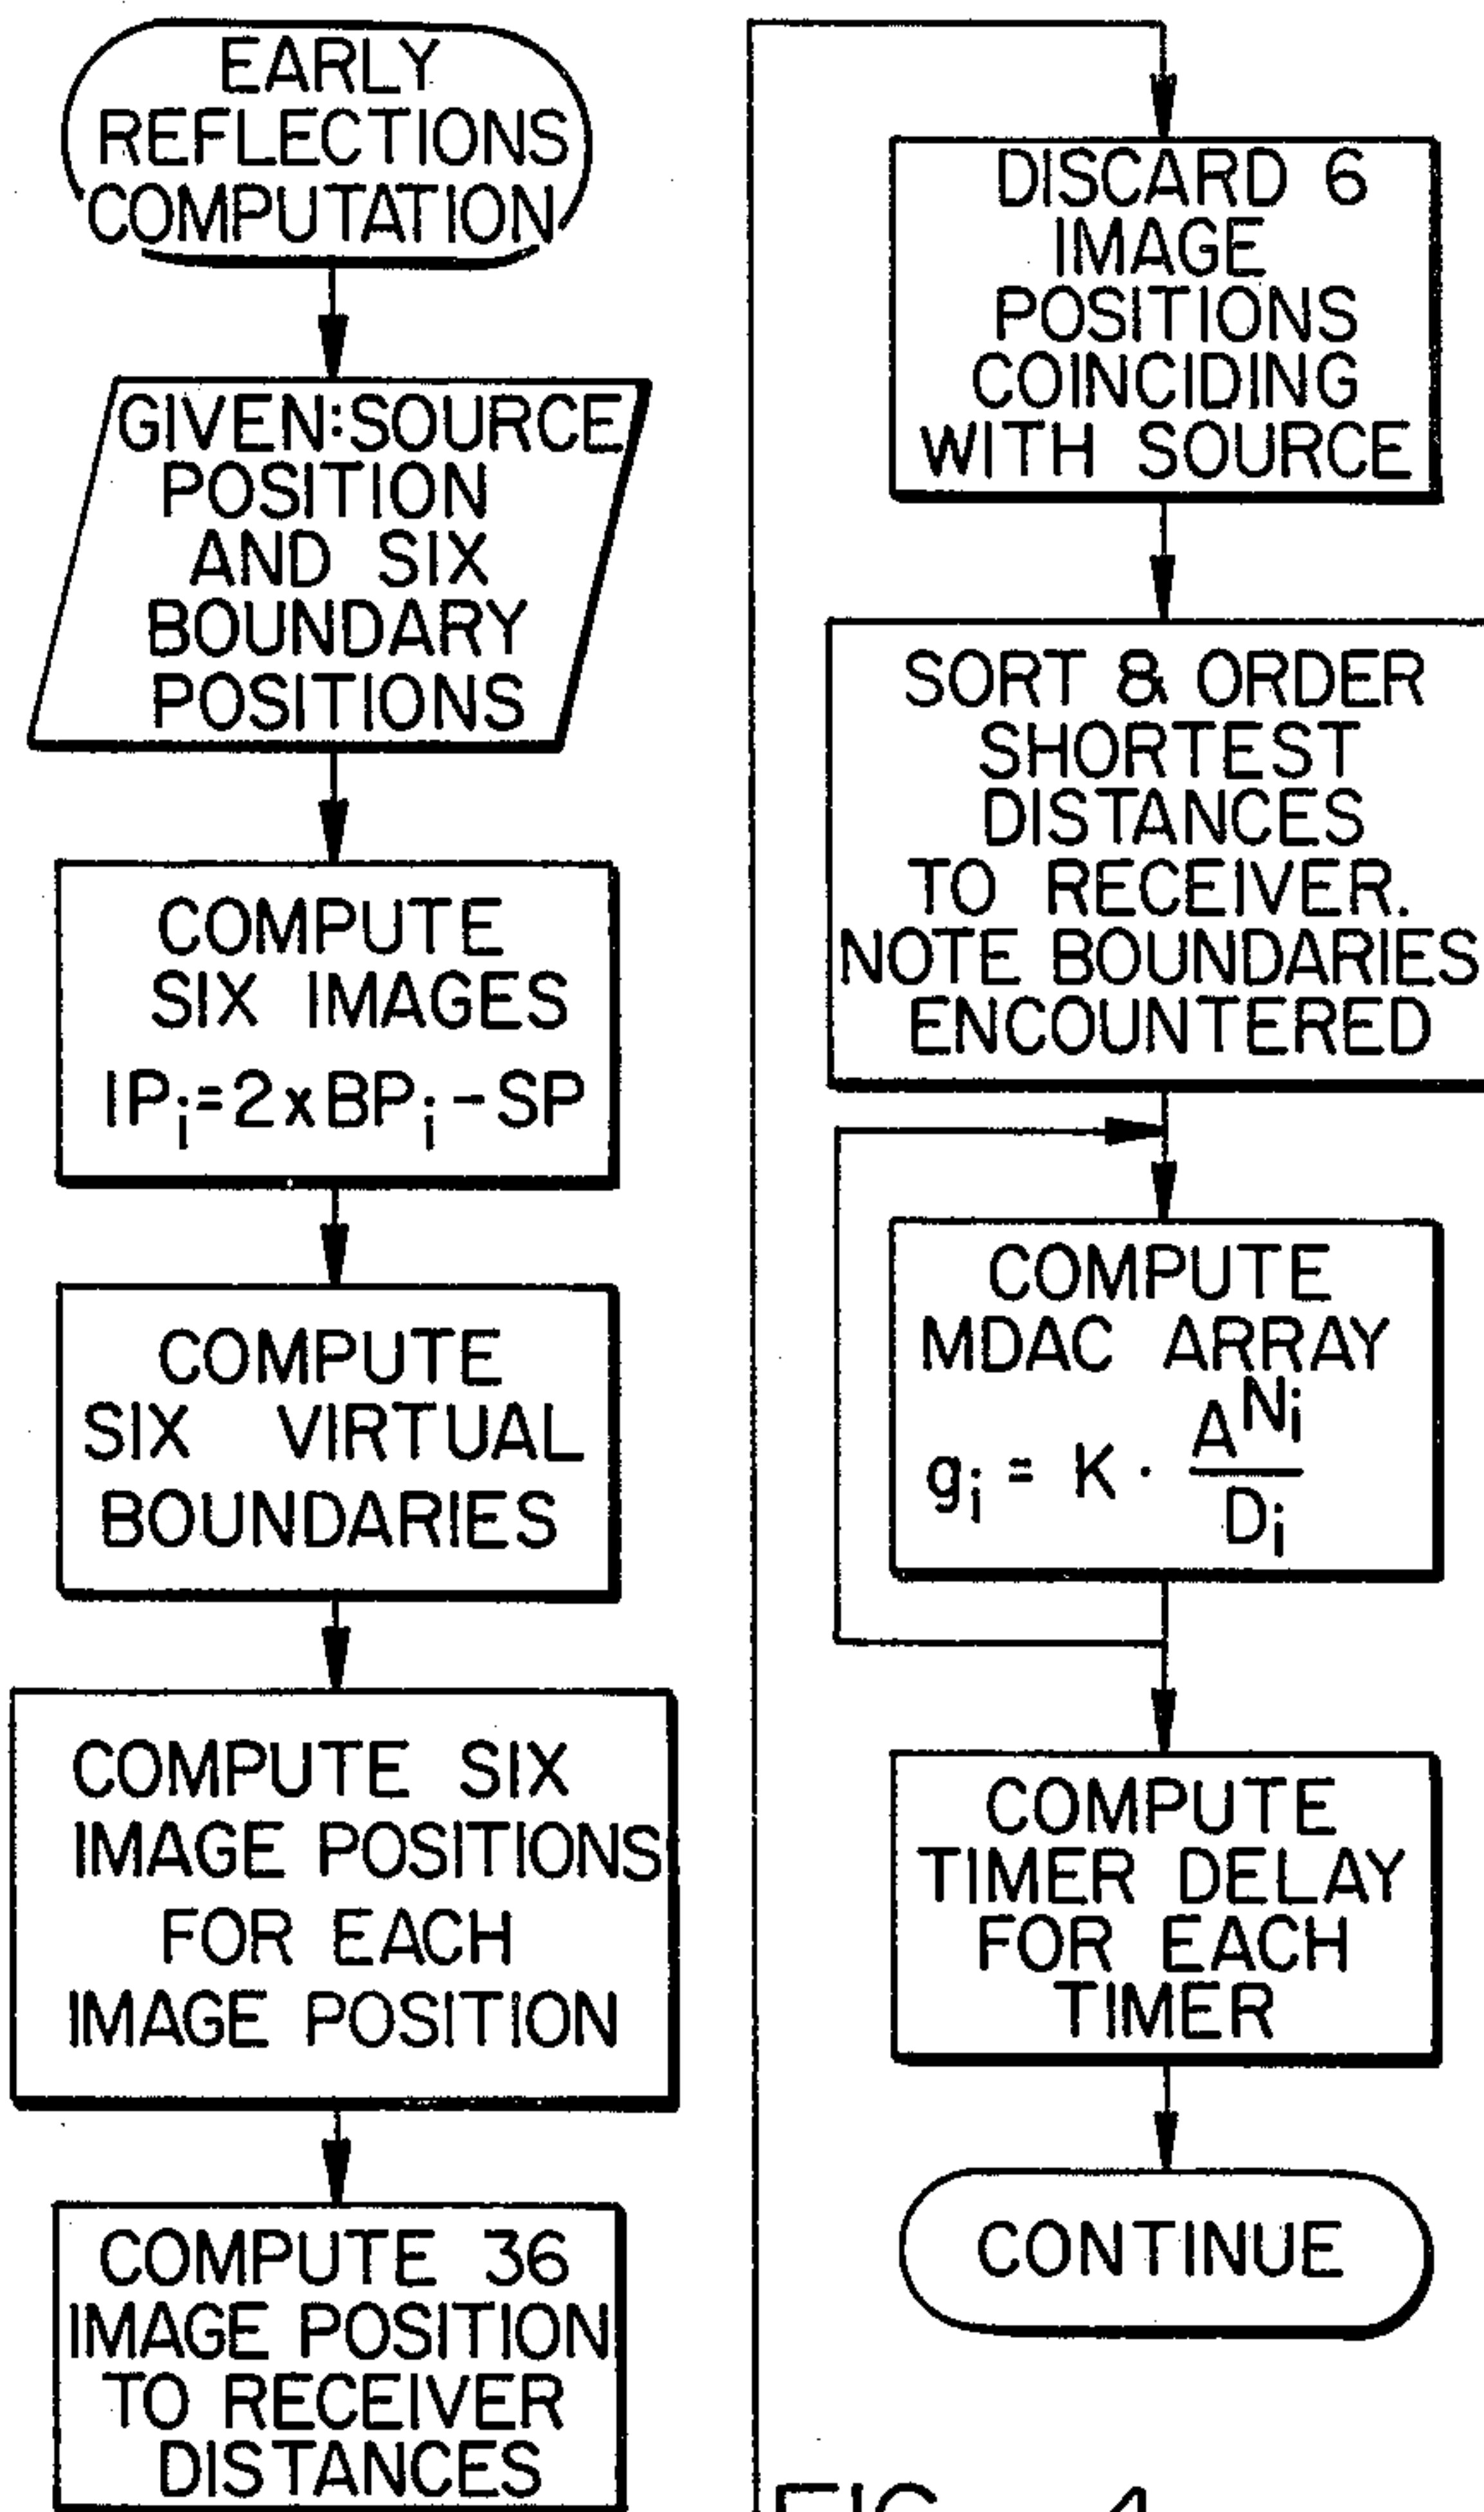 EARLY
REFLECTIONS
COMPUTATION
GIVEN:SOURCE
POSITION
AND SIX
BOUNDARY
POSITIONS
COMPUTE
SIX IMAGES
IPi=2xBPi-SP
COMPUTE
SIX VIRTUAL
BOUNDARIES
COMPUTE SIX
IMAGE POSITIONS
FOR EACH
IMAGE POSITION
COMPUTE 36
IMAGE POSITION
TO RECEIVER
DISTANCES
DISCARD 6
IMAGE
POSITIONS
COINCIDING
WITH SOURCE
SORT & ORDER
SHORTEST
DISTANCES
TO RECEIVER.
NOTE BOUNDARIES
ENCOUNTERED
COMPUTE
MDAC ARRAY
gi = K · A^Ni / Di
COMPUTE
TIMER DELAY
FOR EACH
TIMER
CONTINUE